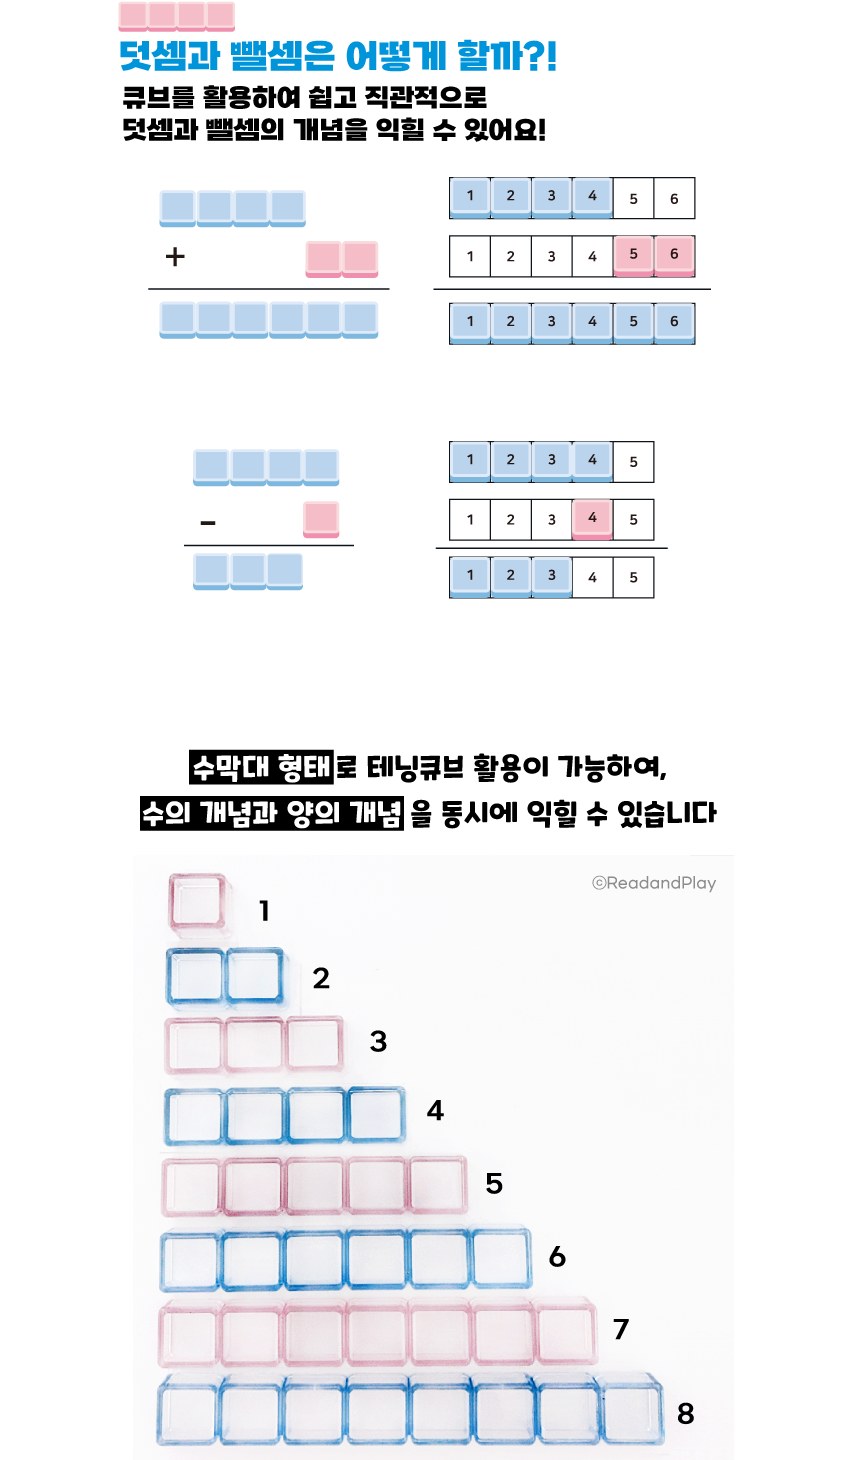 덧셈과 뺄셈은 어떻게 할까?!
큐브를 활용하여 쉽고 직관적으로
덧셈과 뺄셈의 개념을 익힐 수 있어요!
1 2 3 4 5 6
+
1 2 3 4 5 6
1 2 3 4 5 6
1 2 3 4 5
-
1 2 3 4 5
1 2 3 4 5
수막대 형태로 테닝큐브 활용이 가능하여,
수의 개념과 양의 개념 을 동시에 익힐 수 있습니다
©ReadandPlay
1
2
3
4
5
6
7
8